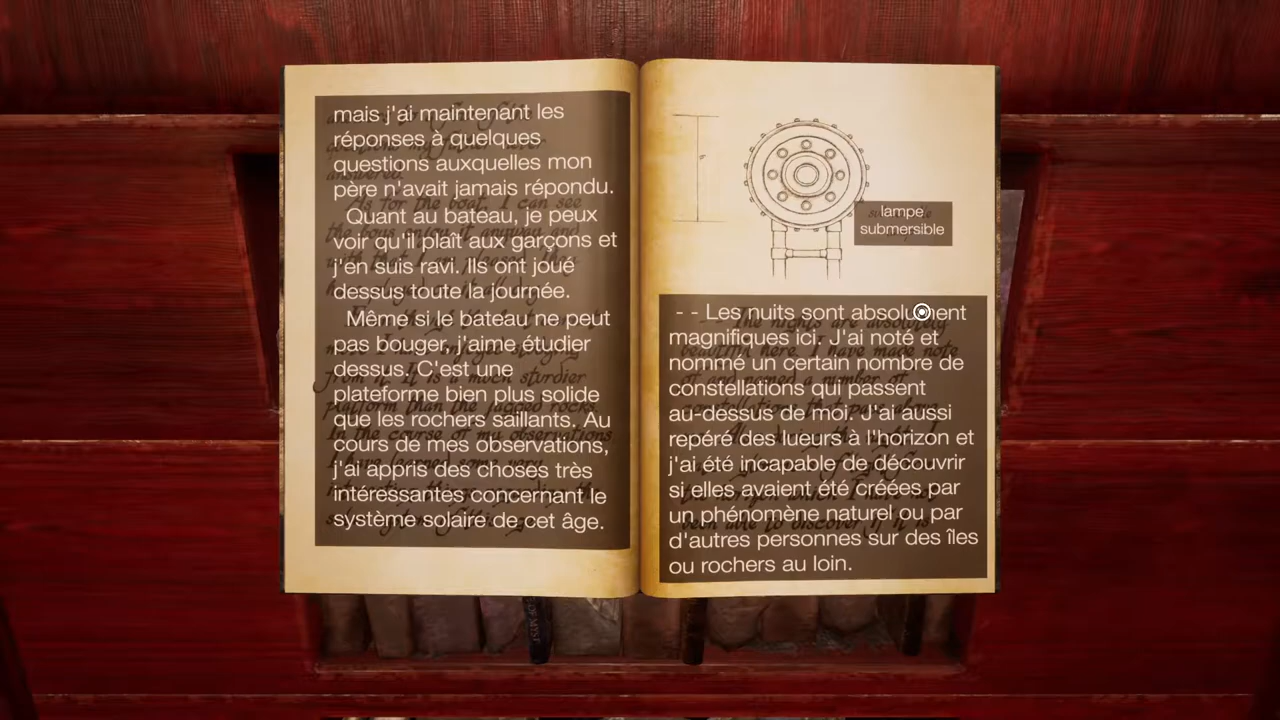 mais j'ai maintenant les
réponses à quelques
questions auxquelles mon
père n'avait jamais répondu.
Quant au bateau, je peux
voir qu'il plaît aux garçons et
j'en suis ravi. Ils ont joué
dessus toute la journée.
Même si le bateau ne peut
pas bouger, j'aime étudier
dessus. C'est une
plateforme bien plus solide
que les rochers saillants. Au
cours de mes observations,
j'ai appris des choses très
intéressantes concernant le
système solaire de cet âge.
lampe
submersible
- - Les nuits sont absolument
magnifiques ici. J'ai noté et
nommé un certain nombre de
constellations qui passent
au-dessus de moi. J'ai aussi
repéré des lueurs à l'horizon et
j'ai été incapable de découvrir
si elles avaient été créées par
un phénomène naturel ou par
d'autres personnes sur des îles
ou rochers au loin.